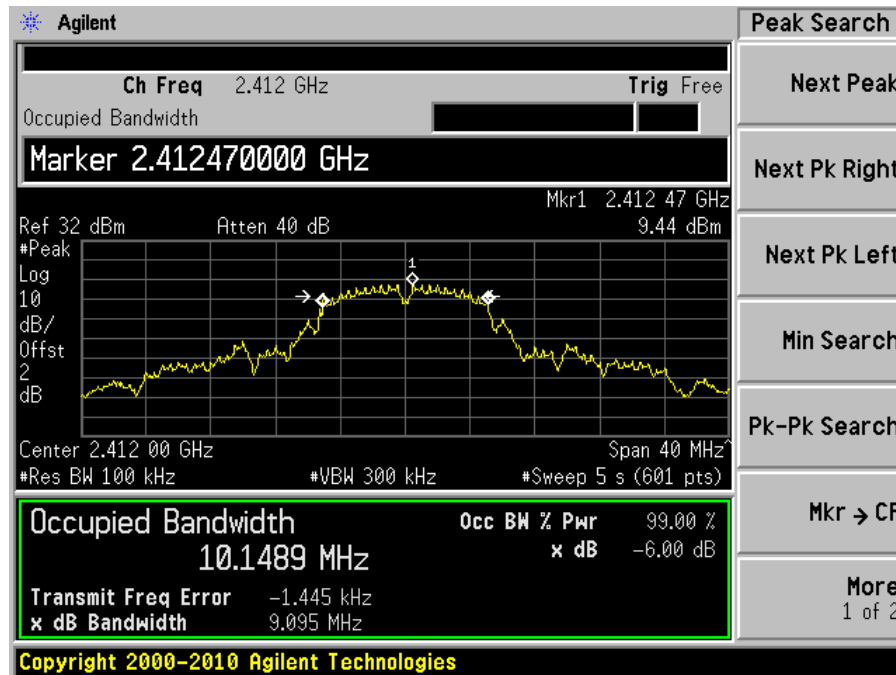 Agilent
Peak Search
Ch Freq 2.412 GHz Trig Free
Occupied Bandwidth
Marker 2.412470000 GHz
Mkr1 2.412 47 GHz
Ref 32 dBm Atten 40 dB 9.44 dBm
#Peak
Log
10
dB/
Offst
2
dB
1
Center 2.412 00 GHz Span 40 MHz^
#Res BW 100 kHz #VBW 300 kHz #Sweep 5 s (601 pts)
Occupied Bandwidth
10.1489 MHz
Occ BW % Pwr 99.00 %
x dB -6.00 dB
Transmit Freq Error -1.445 kHz
x dB Bandwidth 9.095 MHz
Copyright 2000-2010 Agilent Technologies
Next Peak
Next Pk Right
Next Pk Left
Min Search
Pk-Pk Search
Mkr → CF
More
1 of 2